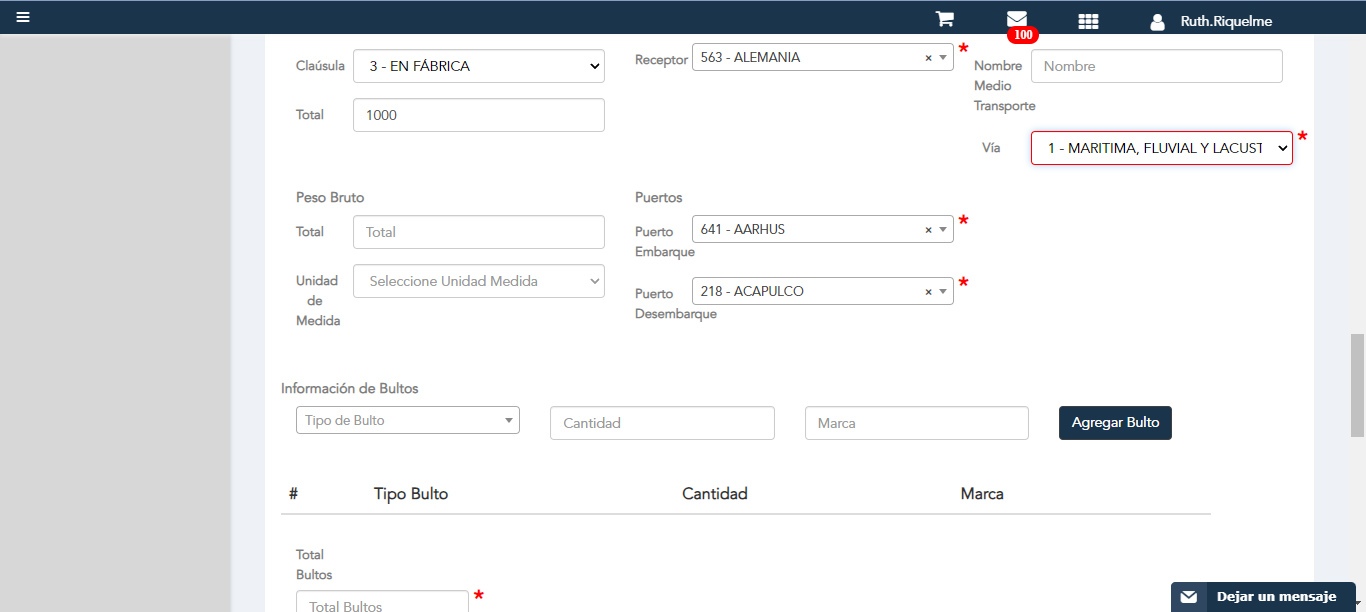 Ruth.Riquelme
100
Claúsula
3 - EN FÁBRICA
Receptor
563 - ALEMANIA
× 
*
Nombre
Medio
Transporte
Nombre
Total
1000
Vía
1 - MARITIMA, FLUVIAL Y LACUST
*
Peso Bruto
Puertos
Total
Total
Puerto
Embarque
641 - AARHUS
×
*
Unidad
de
Medida
Seleccione Unidad Medida
Puerto
Desembarque
218 - ACAPULCO
×
*
Información de Bultos
Tipo de Bulto
Cantidad
Marca
Agregar Bulto
# Tipo Bulto Cantidad Marca
Total
Bultos
Total Bultos
*
Dejar un mensaje